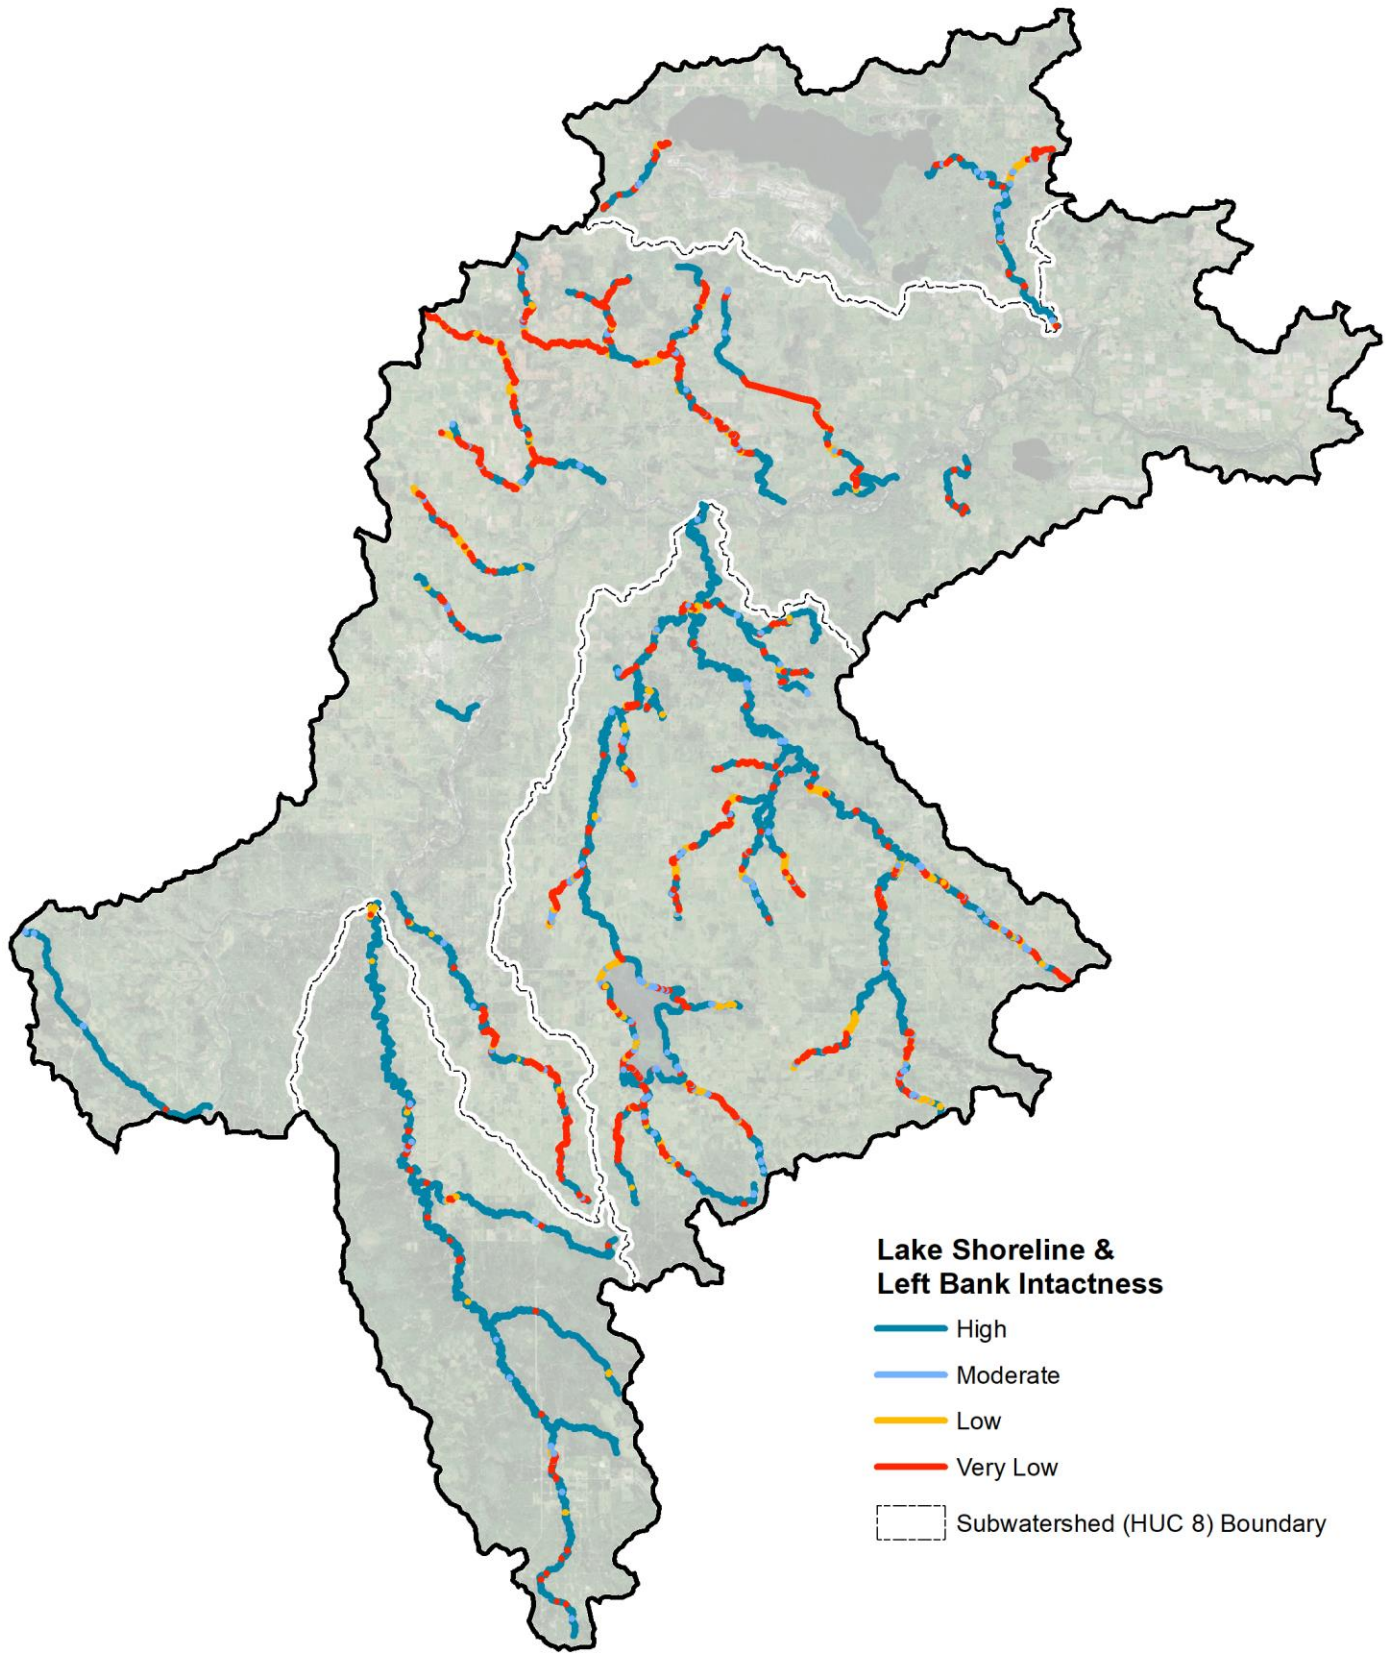 Lake Shoreline &
Left Bank Intactness
High
Moderate
Low
Very Low
Subwatershed (HUC 8) Boundary